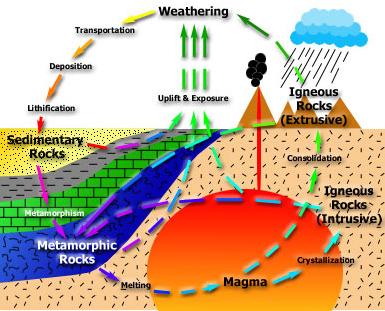 Weathering
Transportation
Deposition
Lithification
Sedimentary
Rocks
Uplift & Exposure
Igneous
Rocks
(Extrusive)
Consolidation
Igneous
Rocks
(Intrusive)
Metamorphism
Metamorphic
Rocks
Melting
Magma
Crystallization